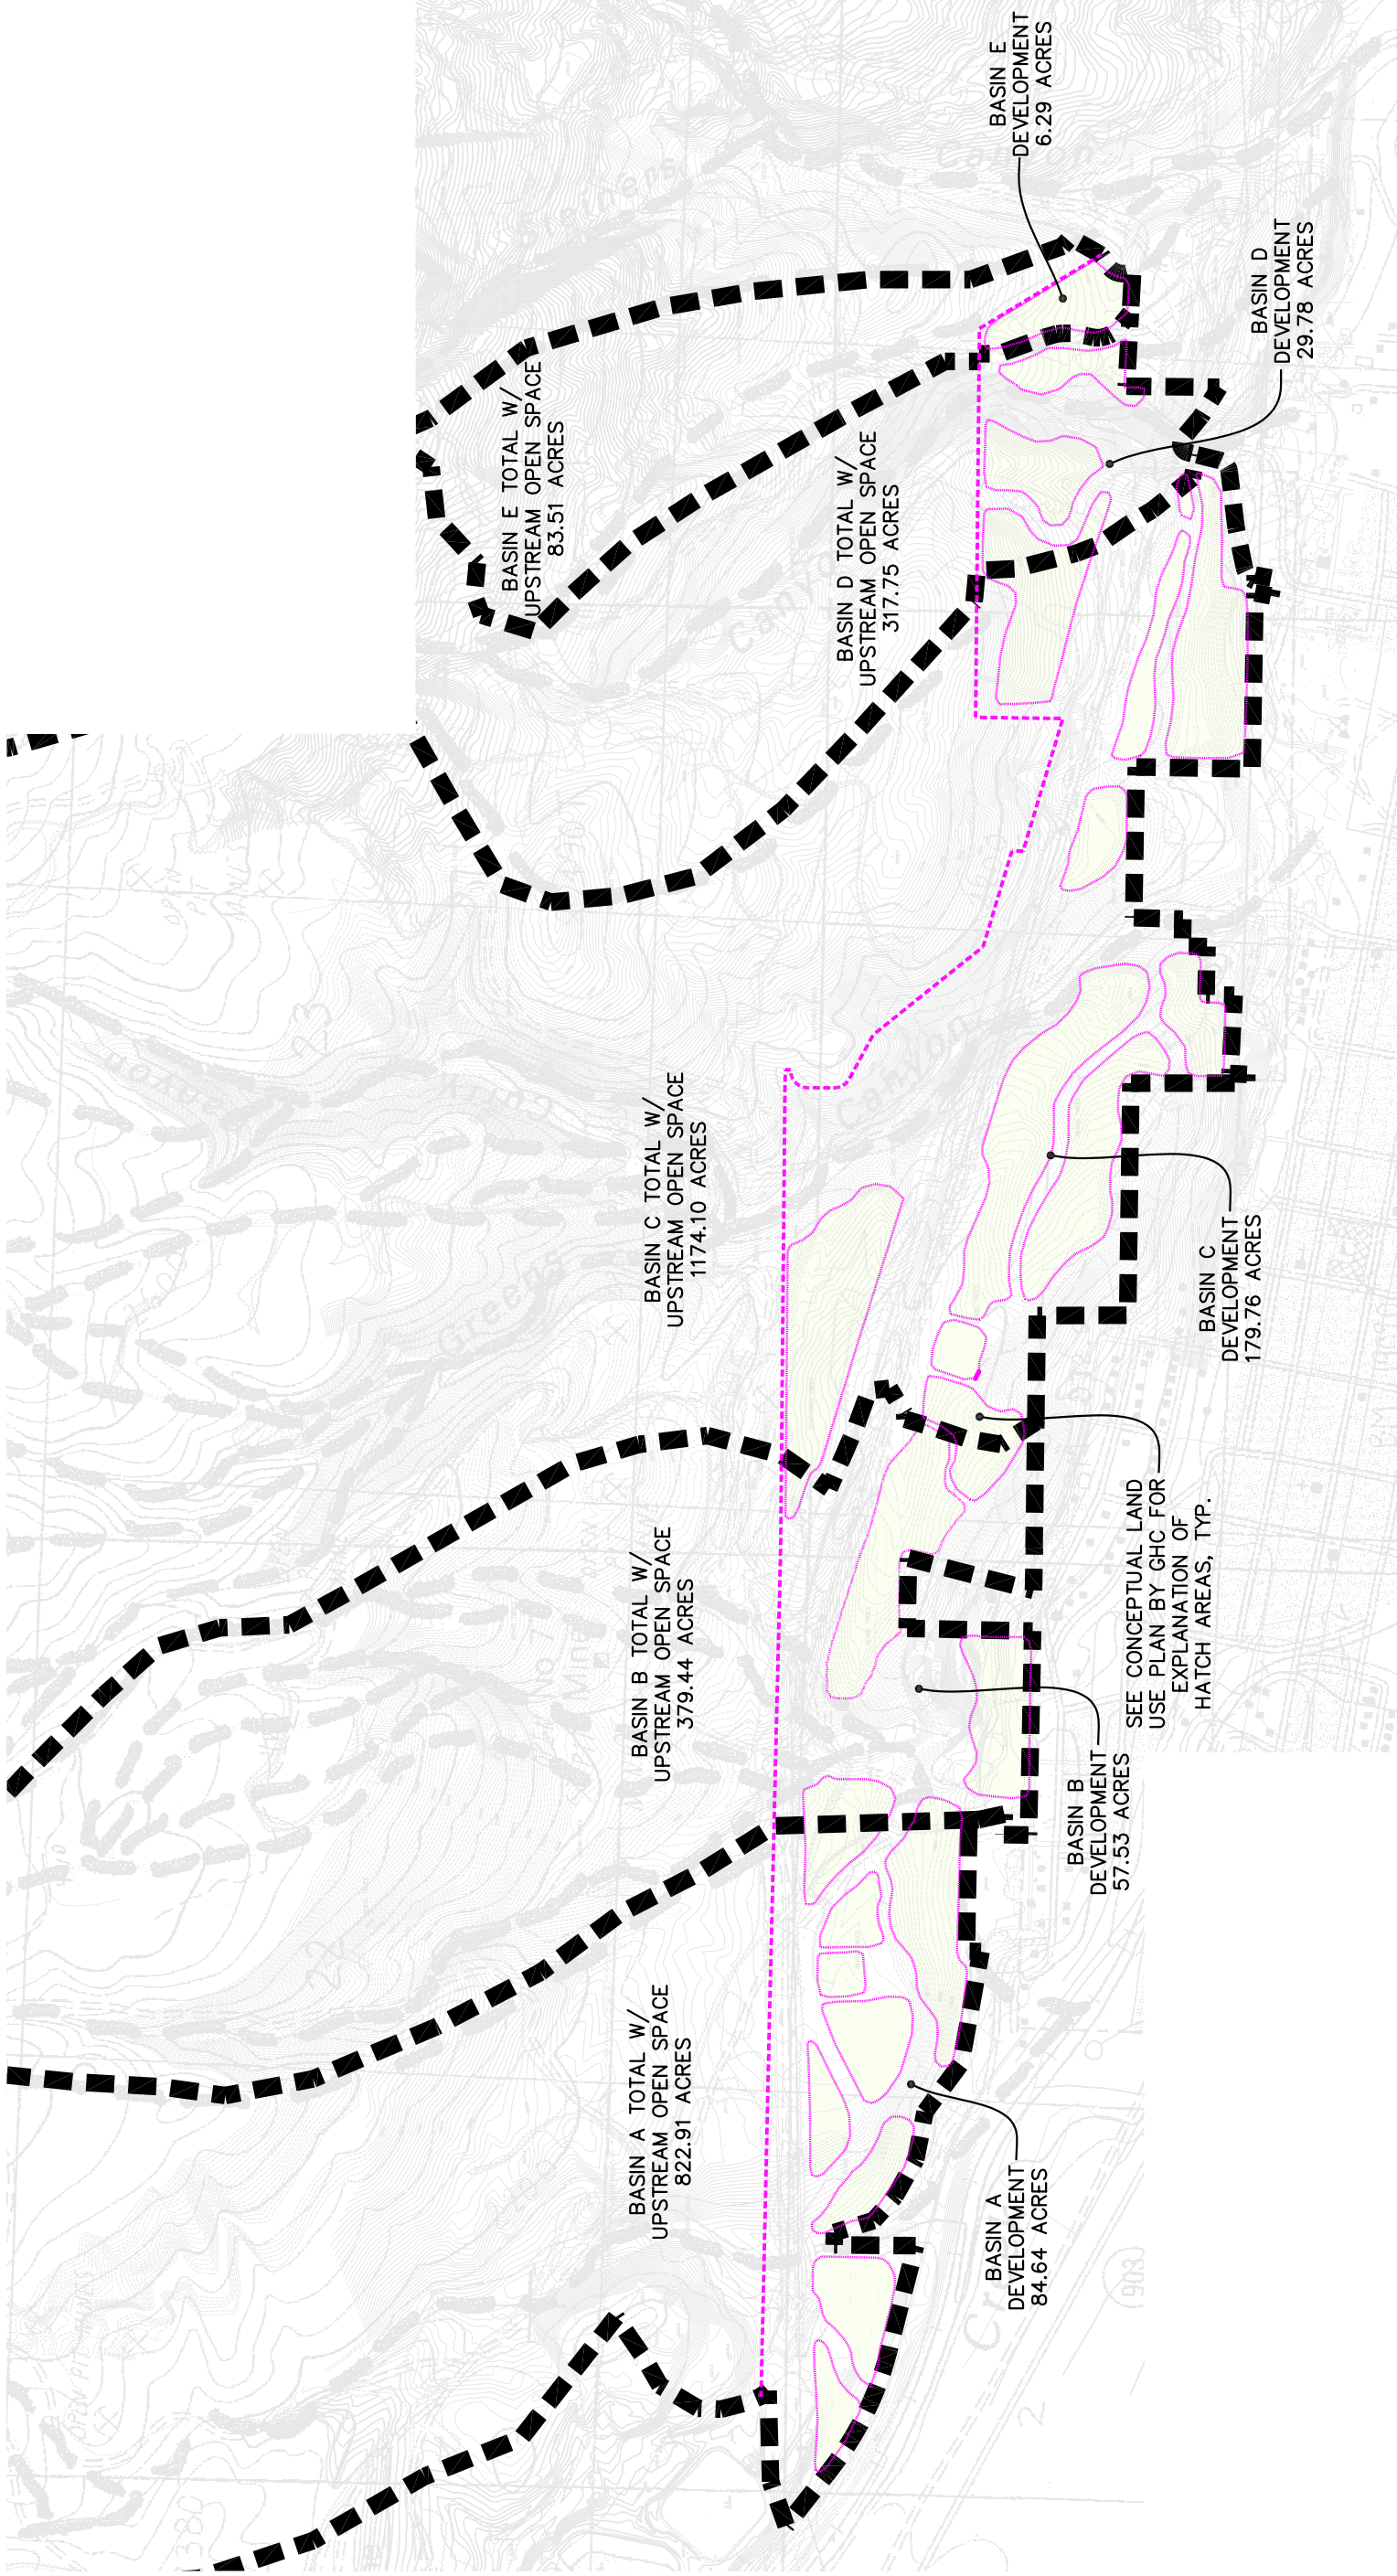 BASIN E
DEVELOPMENT
6.29 ACRES
BASIN D
DEVELOPMENT
29.78 ACRES
BASIN E TOTAL W/
UPSTREAM OPEN SPACE
83.51 ACRES
BASIN D TOTAL W/
UPSTREAM OPEN SPACE
317.75 ACRES
BASIN C TOTAL W/
UPSTREAM OPEN SPACE
1174.10 ACRES
BASIN C
DEVELOPMENT
179.76 ACRES
SEE CONCEPTUAL LAND
USE PLAN BY GHC FOR
EXPLANATION OF
HATCH AREAS, TYP.
BASIN B TOTAL W/
UPSTREAM OPEN SPACE
379.44 ACRES
BASIN B
DEVELOPMENT
57.53 ACRES
BASIN A TOTAL W/
UPSTREAM OPEN SPACE
822.91 ACRES
BASIN A
DEVELOPMENT
84.64 ACRES
Canyon
903
23
2